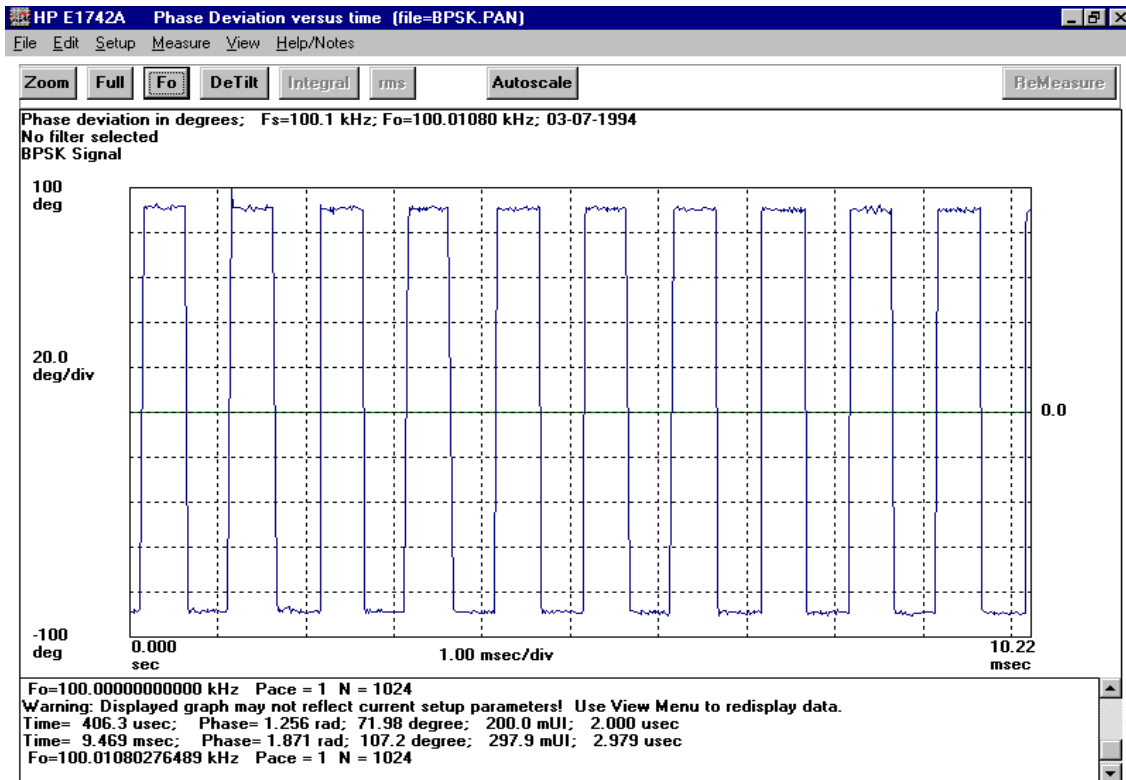 HP E1742A Phase Deviation versus time (file=BPSK.PAN)
File Edit Setup Measure View Help/Notes
Zoom Full Fo DeTilt Integral rms Autoscale ReMeasure
Phase deviation in degrees; Fs=100.1 kHz; Fo=100.01080 kHz; 03-07-1994
No filter selected
BPSK Signal
100
deg
20.0
deg/div
0.0
-100
deg
0.000
sec
1.00 msec/div
10.22
msec
Fo=100.00000000000 kHz Pace = 1 N = 1024
Warning: Displayed graph may not reflect current setup parameters! Use View Menu to redisplay data.
Time= 406.3 usec; Phase= 1.256 rad; 71.98 degree; 200.0 mUI; 2.000 usec
Time= 9.469 msec; Phase= 1.871 rad; 107.2 degree; 297.9 mUI; 2.979 usec
Fo=100.01080276489 kHz Pace = 1 N = 1024